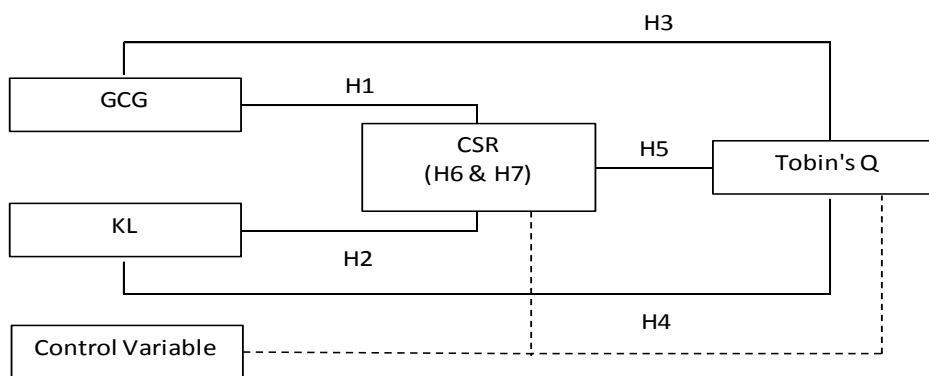 H3
GCG
H1
CSR
(H6 & H7)
H5
Tobin's Q
KL
H2
H4
Control Variable